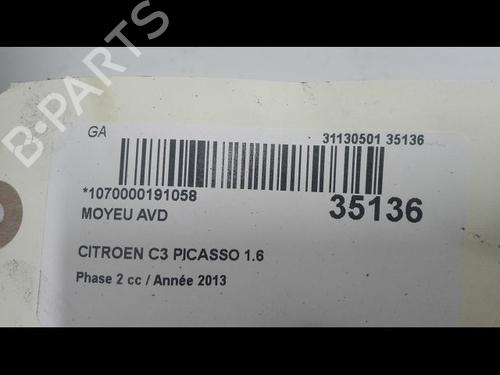 B-PARTS
GA
31130501 35136
*1070000191058
MOYEU AVD
35136
CITROEN C3 PICASSO 1.6
Phase 2 cc / Année 2013